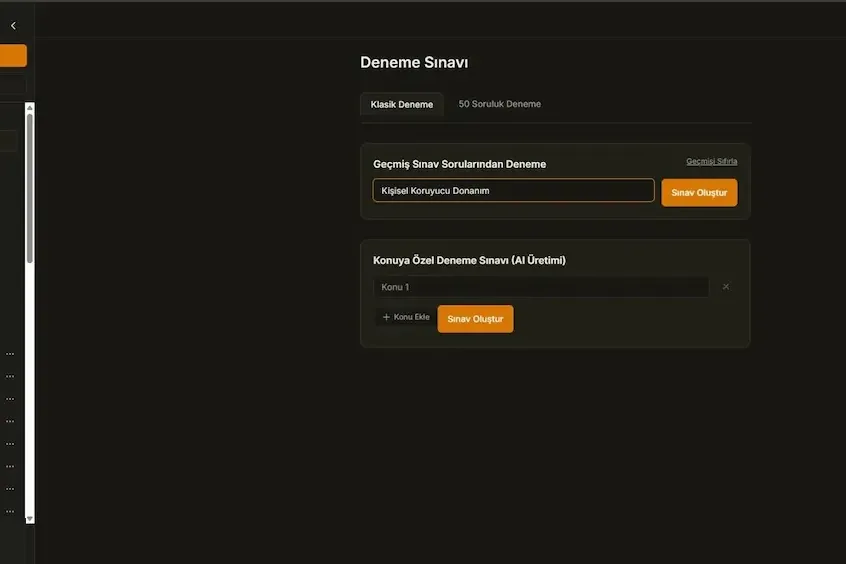 Deneme Sınavı
Klasik Deneme
50 Soruluk Deneme
Geçmiş Sınav Sorularından Deneme
Geçmişi Sıfırla
Kişisel Koruyucu Donanım
Sınav Oluştur
Konuya Özel Deneme Sınavı (AI Üretimi)
Konu 1
+ Konu Ekle
Sınav Oluştur